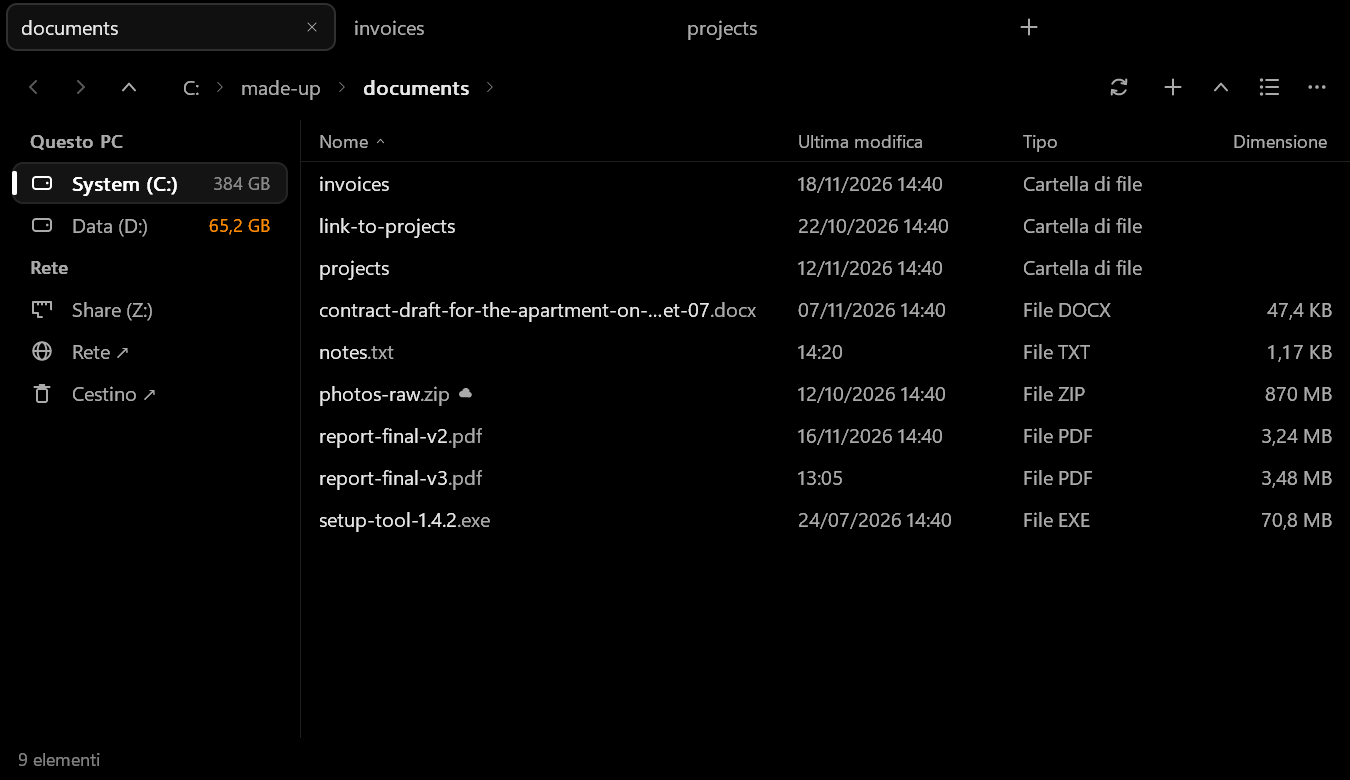 documents invoices projects
C: made-up documents
Questo PC
System (C:) 384 GB
Data (D:) 65,2 GB
Rete
Share (Z:)
Rete ↗
Cestino ↗
Nome Ultima modifica Tipo Dimensione
invoices 18/11/2026 14:40 Cartella di file
link-to-projects 22/10/2026 14:40 Cartella di file
projects 12/11/2026 14:40 Cartella di file
contract-draft-for-the-apartment-on-...et-07.docx 07/11/2026 14:40 File DOCX 47,4 KB
notes.txt 14:20 File TXT 1,17 KB
photos-raw.zip 12/10/2026 14:40 File ZIP 870 MB
report-final-v2.pdf 16/11/2026 14:40 File PDF 3,24 MB
report-final-v3.pdf 13:05 File PDF 3,48 MB
setup-tool-1.4.2.exe 24/07/2026 14:40 File EXE 70,8 MB
9 elementi